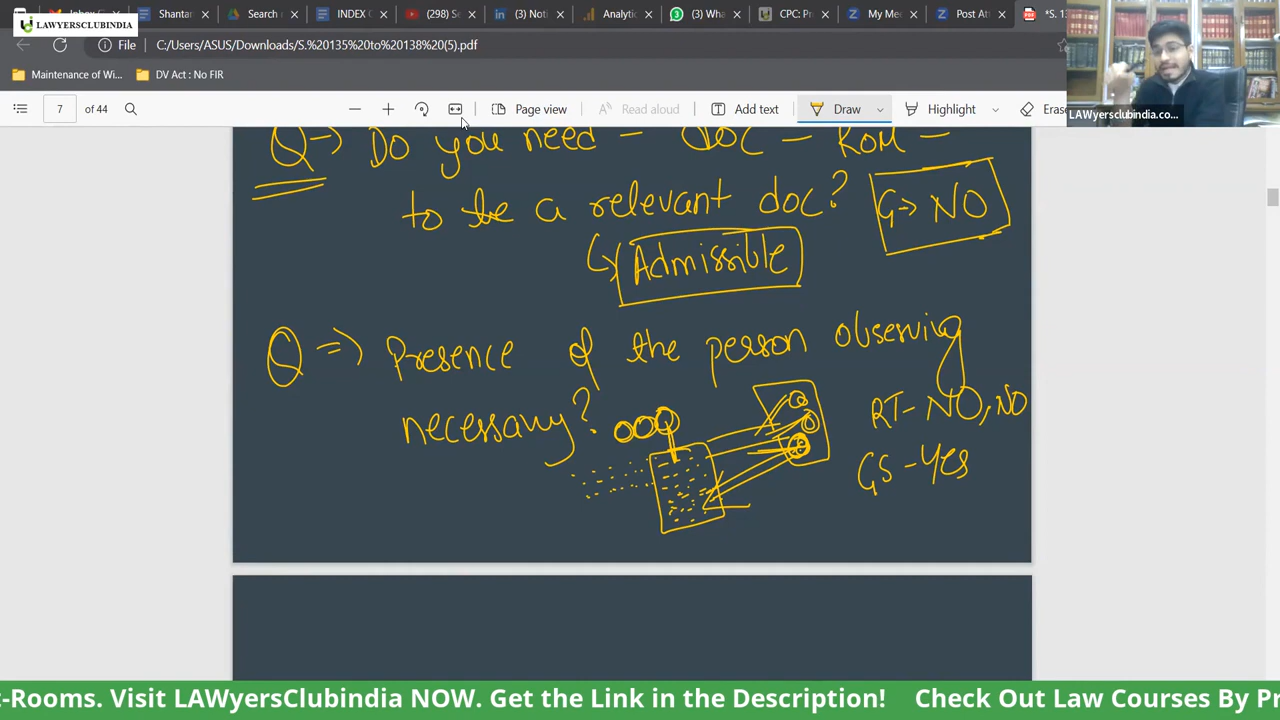 LAWYERSCLUBINDIA
Shanta
Search
INDEX
(298) S
(3) Not
Analytic
(3) Wha
CPC: Pr
My Me
Post At
*S. 13
File
C:/Users/ASUS/Downloads/S.%20135%20to%20138%20(5).pdf
Maintenance of Wi...
DV Act : No FIR
7
of 44
Page view
Read aloud
Add text
Draw
Highlight
Eras
LAWyersclubindia.co...
Q → Do you need - doc - ROM -
to be a relevant doc?
G → NO
Admissible
Q ⇒ Presence of the person observing
necessary?
RT - NO, NO
GS - Yes
t-Rooms. Visit LAWyersClubindia NOW. Get the Link in the Description!
Check Out Law Courses By Pr